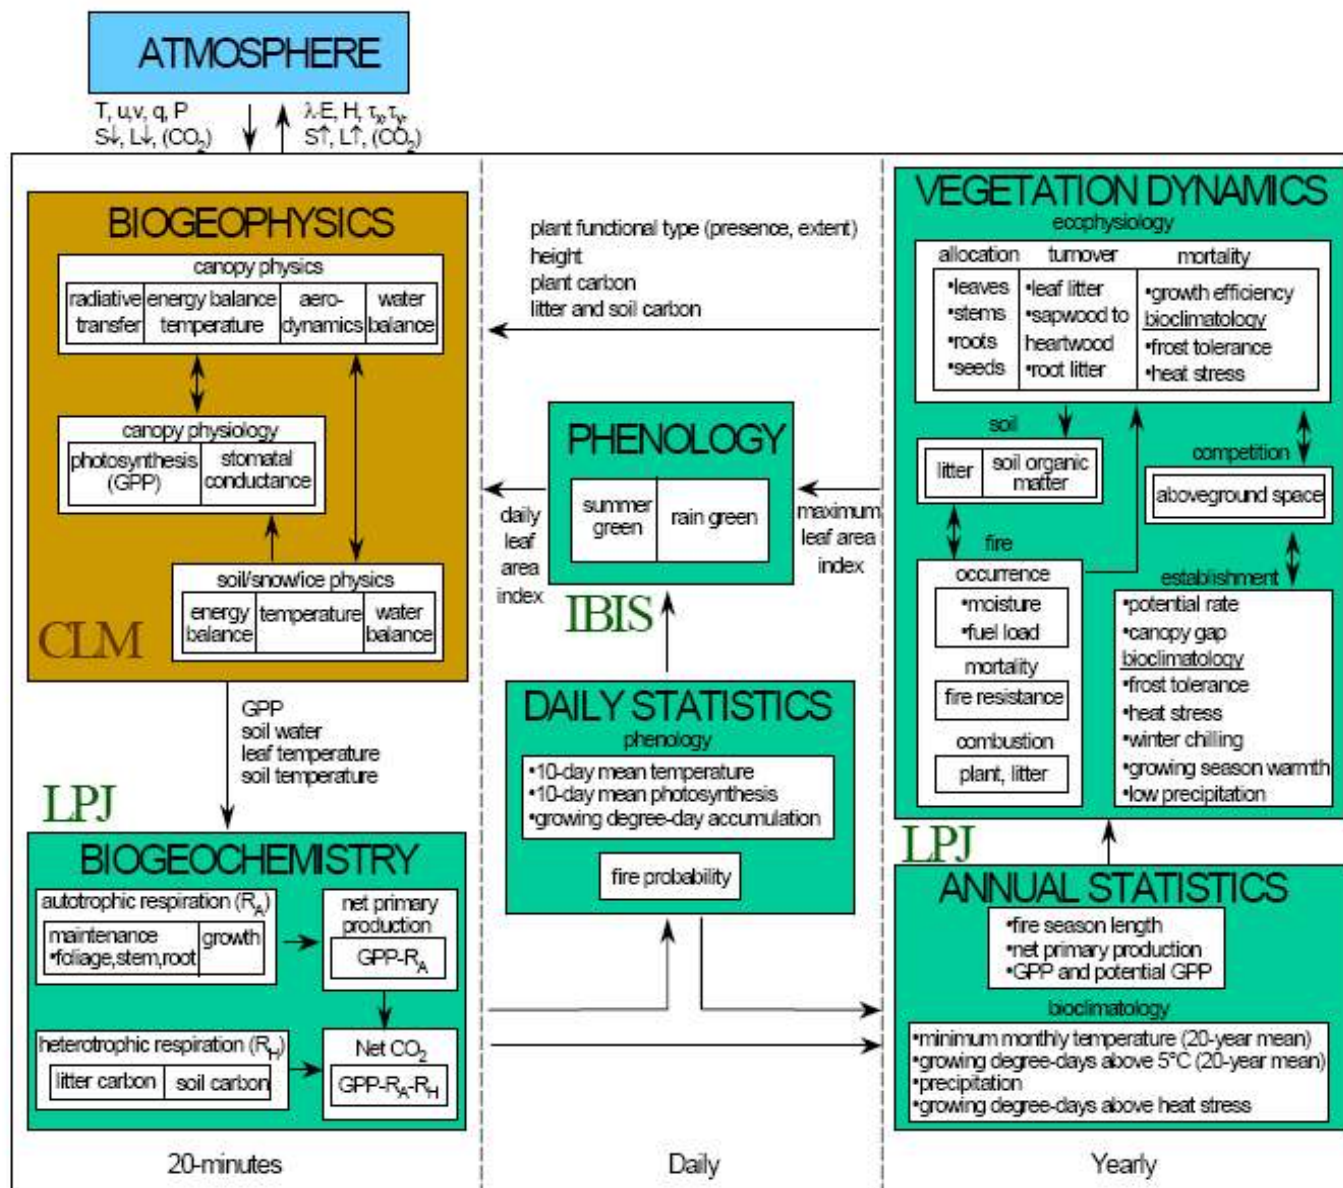 ATMOSPHERE
T, u,v, q, P
S↓, L↓, (CO₂)
λ·E, H, τₓ,τᵧ,
S↑, L↑, (CO₂)
BIOGEOPHYSICS
canopy physics
radiative transfer
energy balance temperature
aero-dynamics
water balance
canopy physiology
photosynthesis (GPP)
stomatal conductance
soil/snow/ice physics
energy balance
temperature
water balance
CLM
GPP
soil water
leaf temperature
soil temperature
LPJ
BIOGEOCHEMISTRY
autotrophic respiration (R_A)
maintenance
•foliage,stem,root
growth
net primary production
GPP-R_A
heterotrophic respiration (R_H)
litter carbon
soil carbon
Net CO₂
GPP-R_A-R_H
20-minutes
plant functional type (presence, extent)
height
plant carbon
litter and soil carbon
PHENOLOGY
summer green
rain green
daily
leaf
area
index
maximum
leaf area
index
IBIS
DAILY STATISTICS
phenology
•10-day mean temperature
•10-day mean photosynthesis
•growing degree-day accumulation
fire probability
Daily
VEGETATION DYNAMICS
ecophysiology
allocation
•leaves
•stems
•roots
•seeds
turnover
•leaf litter
•sapwood to
heartwood
•root litter
mortality
•growth efficiency
bioclimatology
•frost tolerance
•heat stress
soil
litter
soil organic matter
competition
aboveground space
fire
occurrence
•moisture
•fuel load
mortality
fire resistance
combustion
plant, litter
establishment
•potential rate
•canopy gap
bioclimatology
•frost tolerance
•heat stress
•winter chilling
•growing season warmth
•low precipitation
LPJ
ANNUAL STATISTICS
•fire season length
•net primary production
•GPP and potential GPP
bioclimatology
•minimum monthly temperature (20-year mean)
•growing degree-days above 5°C (20-year mean)
•precipitation
•growing degree-days above heat stress
Yearly